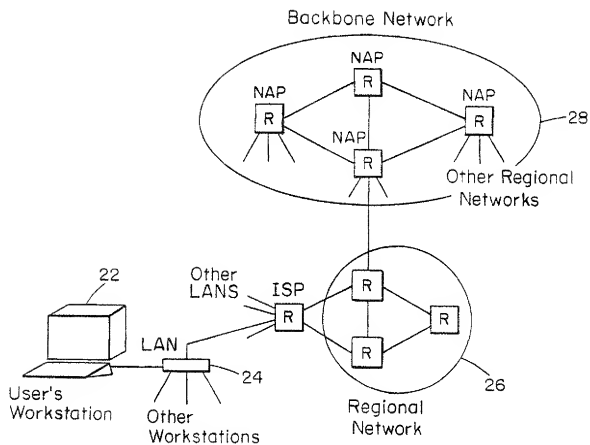 Backbone Network
NAP
R
NAP
R
NAP
R
NAP
R
28
Other Regional
Networks
22
Other
LANS
ISP
R
R
R
R
LAN
24
26
User's
Workstation
Other
Workstations
Regional
Network